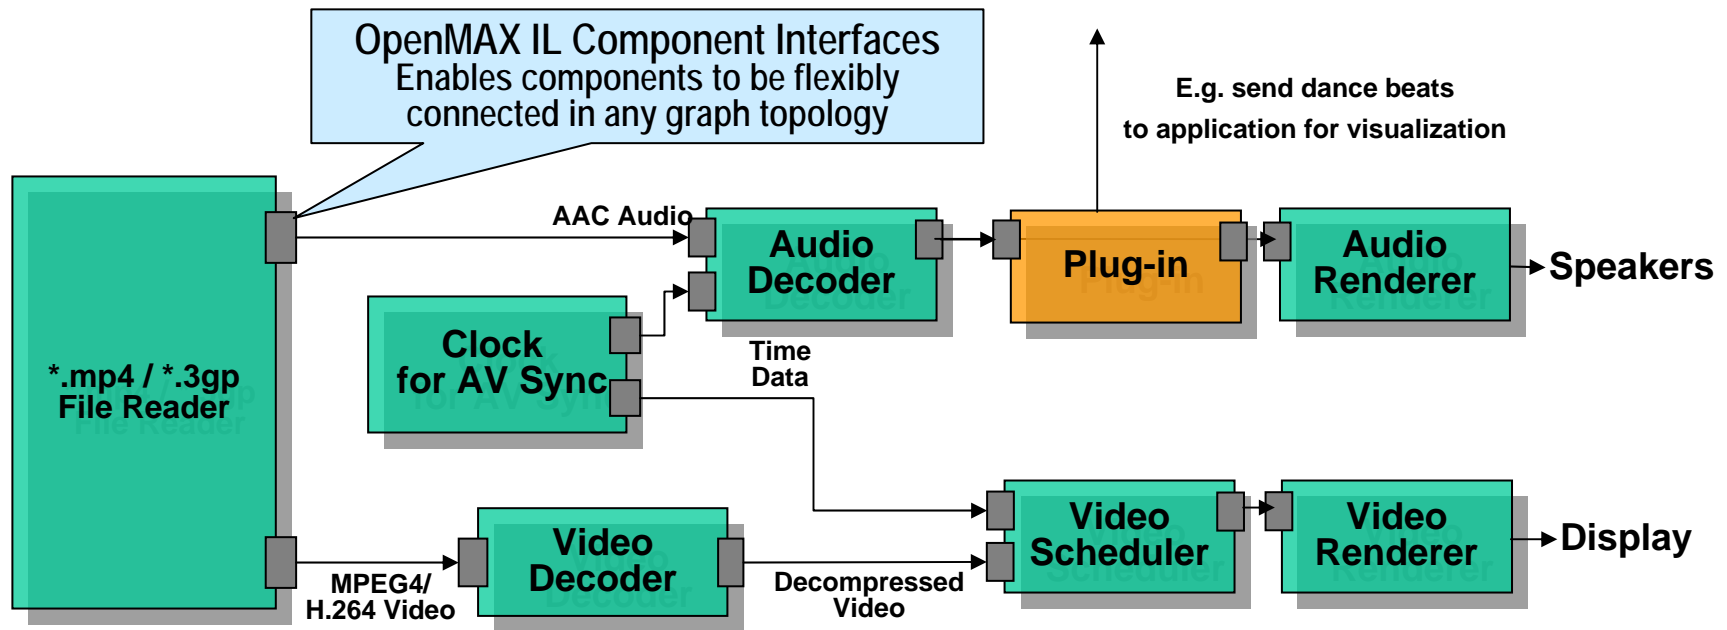 OpenMAX IL Component Interfaces
Enables components to be flexibly
connected in any graph topology
E.g. send dance beats
to application for visualization
AAC Audio
Audio
Decoder
Plug-in
Audio
Renderer
Speakers
*.mp4 / *.3gp
File Reader
Clock
for AV Sync
Time
Data
MPEG4/
H.264 Video
Video
Decoder
Decompressed
Video
Video
Scheduler
Video
Renderer
Display